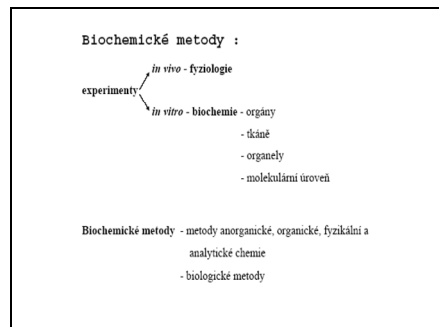 Biochemické metody :
in vivo - fyziologie
experimenty
in vitro - biochemie - orgány
- tkáně
- organely
- molekulární úroveň
Biochemické metody - metody anorganické, organické, fyzikální a
analytické chemie
- biologické metody